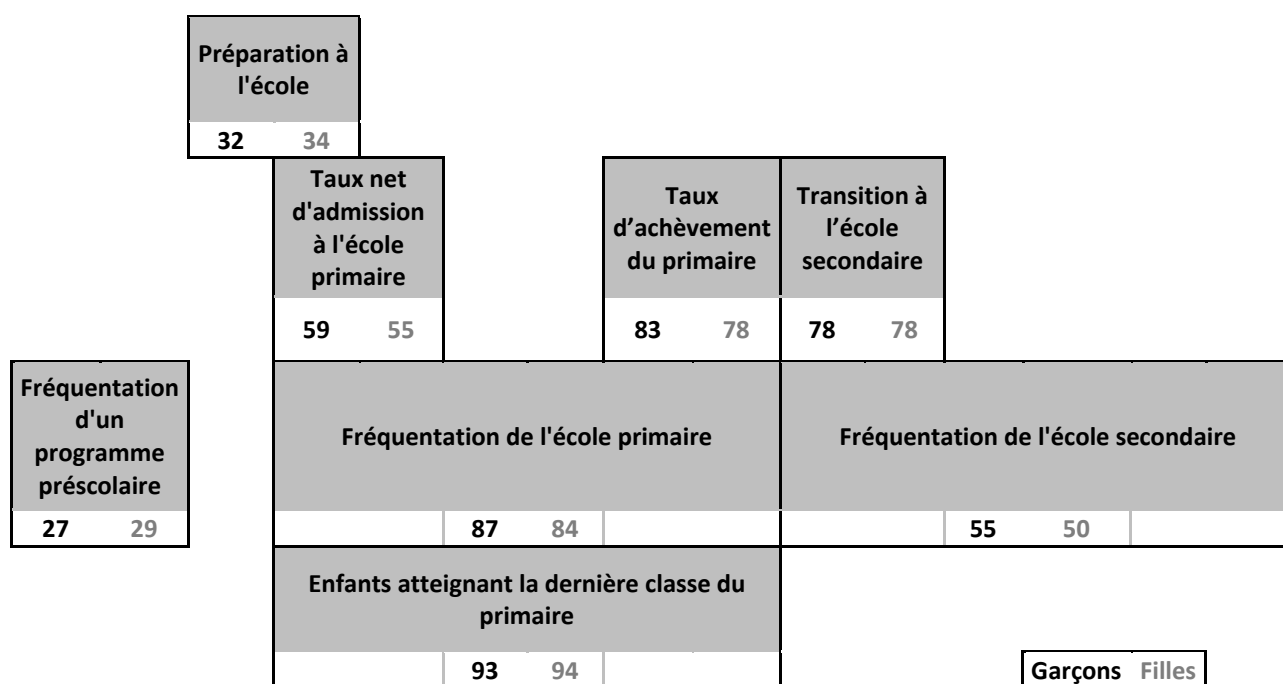 Préparation à
l'école
32 34
Taux net
d'admission
à l'école
primaire
59 55
Taux
d’achèvement
du primaire
83 78
Transition à
l’école
secondaire
78 78
Fréquentation
d'un
programme
préscolaire
27 29
Fréquentation de l'école primaire
87 84
Fréquentation de l'école secondaire
55 50
Enfants atteignant la dernière classe du
primaire
93 94
Garçons Filles